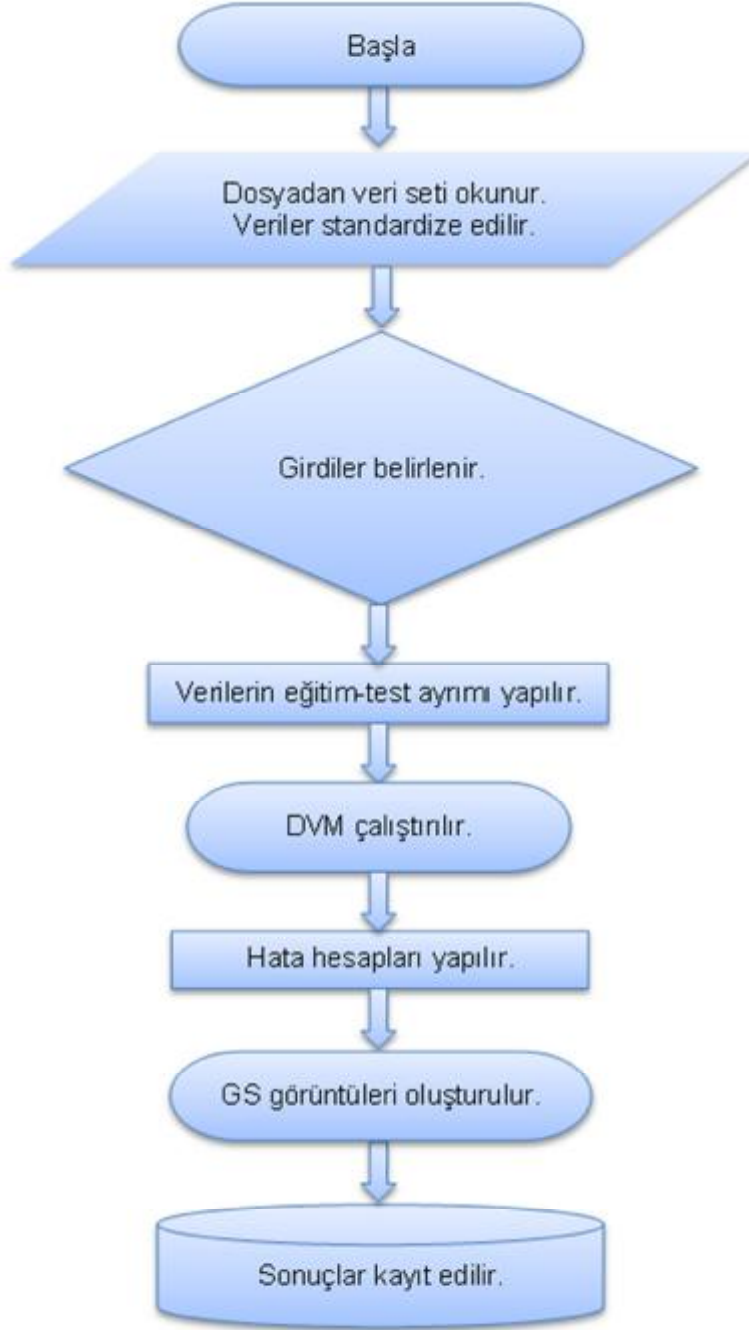 Başla
Dosyadan veri seti okunur.
Veriler standardize edilir.
Girdiler belirlenir.
Verilerin eğitim-test ayrımı yapılır.
DVM çalıştırılır.
Hata hesapları yapılır.
GS görüntüleri oluşturulur.
Sonuçlar kayıt edilir.